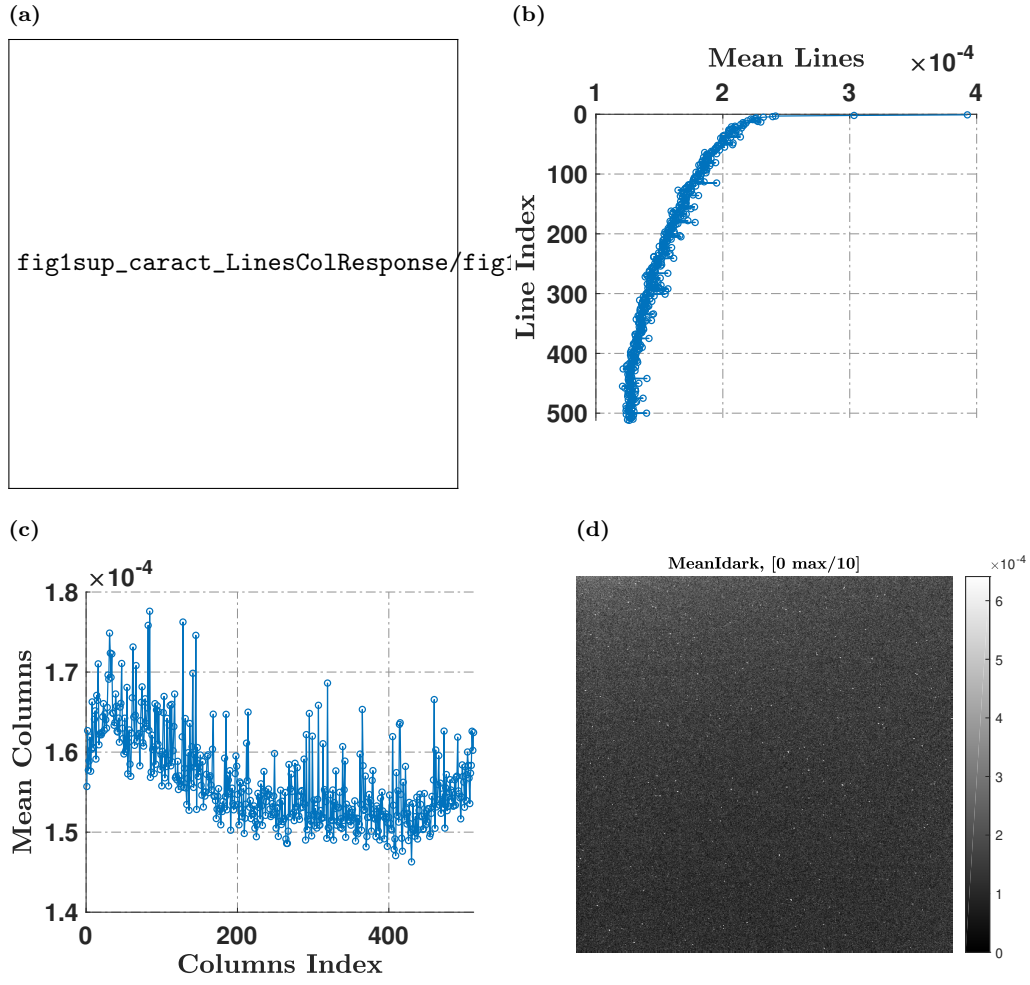 (a)
fig1sup_caract_LinesColResponse/fig1
(b)
Mean Lines
×10⁻⁴
1 2 3 4
0
100
200
300
400
500
Line Index
(c)
×10⁻⁴
1.8
1.7
1.6
1.5
1.4
Mean Columns
0 200 400
Columns Index
(d)
MeanIdark, [0 max/10]
×10⁻⁴
6
5
4
3
2
1
0